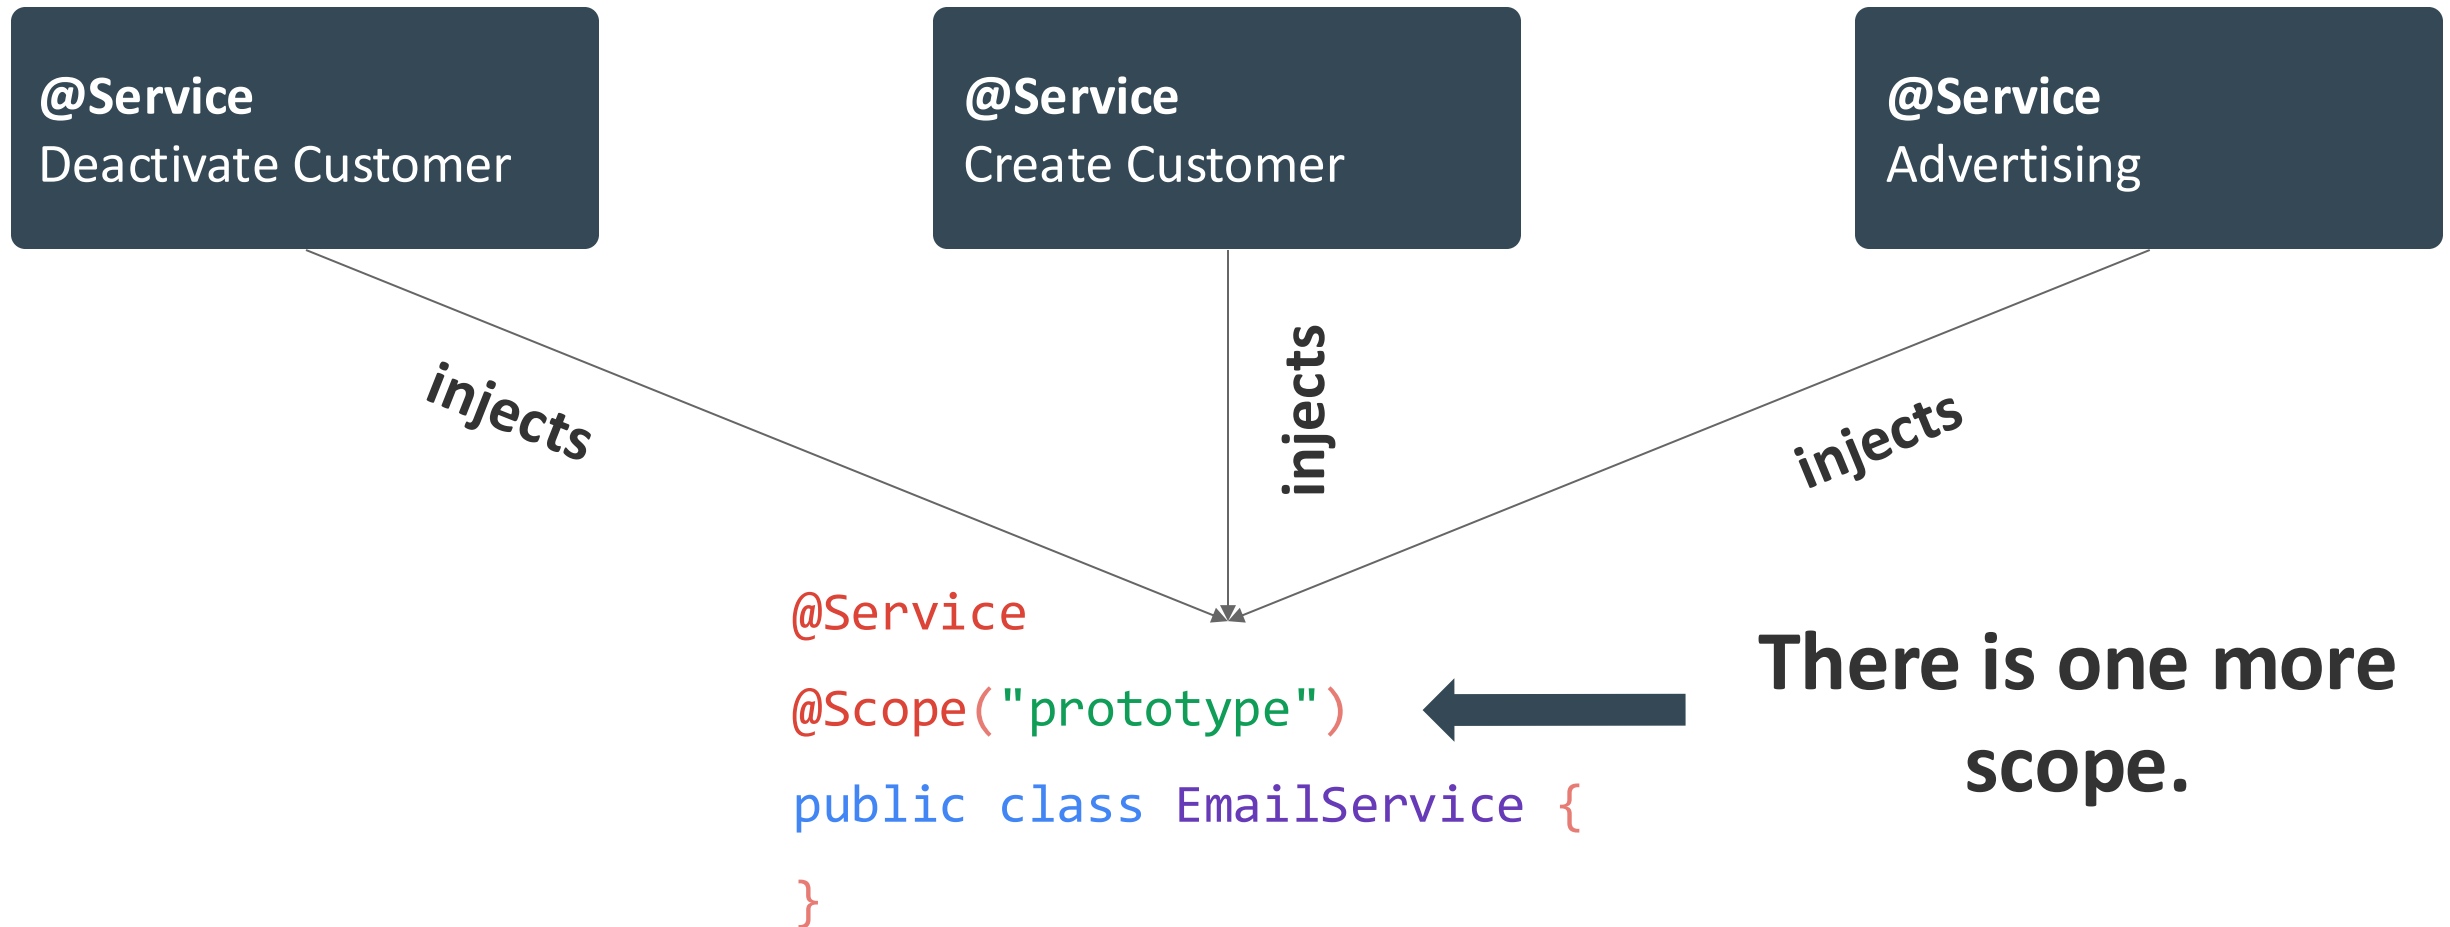 @Service
Deactivate Customer
@Service
Create Customer
@Service
Advertising
injects
injects
injects
@Service
@Scope("prototype")
public class EmailService {
}
There is one more
scope.